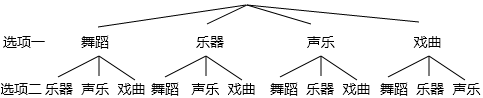 选项一 舞蹈 乐器 声乐 戏曲
选项二 乐器 声乐 戏曲 舞蹈 声乐 戏曲 舞蹈 乐器 戏曲 舞蹈 乐器 声乐